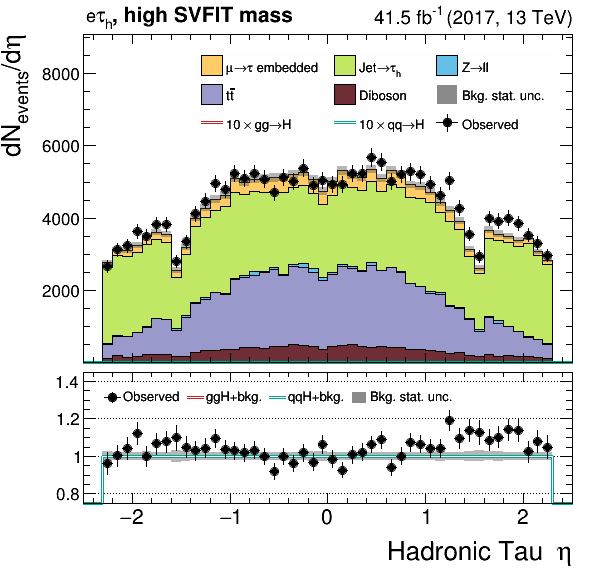 eτh, high SVFIT mass 41.5 fb⁻¹ (2017, 13 TeV)
dNevents/dη
8000
6000
4000
2000
μ→τ embedded Jet→τh Z→ll
tt̄ Diboson Bkg. stat. unc.
10 × gg→H 10 × qq→H Observed
1.4
1.2
1
0.8
Observed ggH+bkg. qqH+bkg. Bkg. stat. unc.
−2 −1 0 1 2
Hadronic Tau η